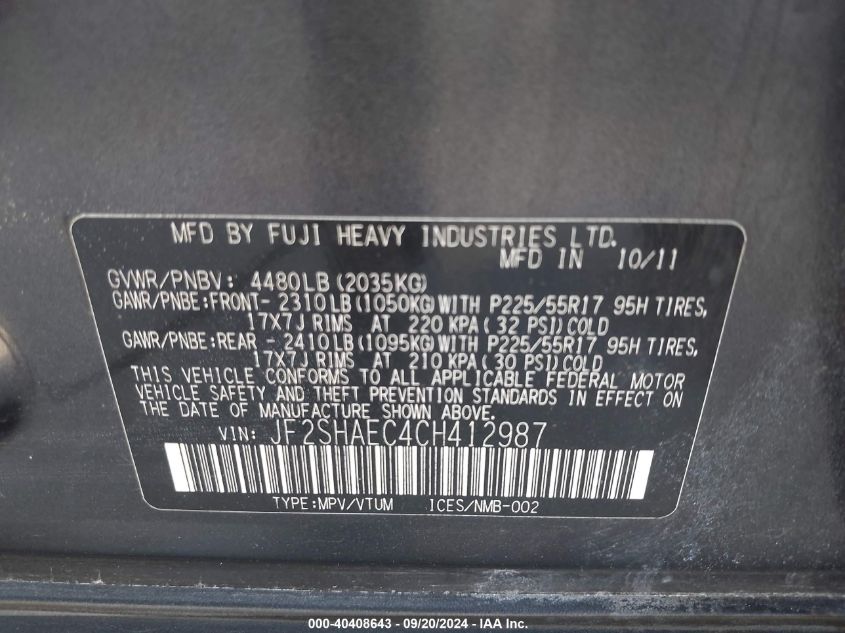 MFD BY FUJI HEAVY INDUSTRIES LTD.
MFD IN 10/11
GVWR/PNBV: 4480LB (2035KG)
GAWR/PNBE:FRONT- 2310LB (1050KG) WITH P225/55R17 95H TIRES,
17X7J RIMS AT 220 KPA ( 32 PSI) COLD
GAWR/PNBE:REAR - 2410LB (1095KG) WITH P225/55R17 95H TIRES,
17X7J RIMS AT 210 KPA ( 30 PSI) COLD
THIS VEHICLE CONFORMS TO ALL APPLICABLE FEDERAL MOTOR
VEHICLE SAFETY AND THEFT PREVENTION STANDARDS IN EFFECT ON
THE DATE OF MANUFACTURE SHOWN ABOVE.
VIN: JF2SHAEC4CH412987
TYPE:MPV/VTUM ICES/NMB-002
000-40408643 - 09/20/2024 - IAA Inc.